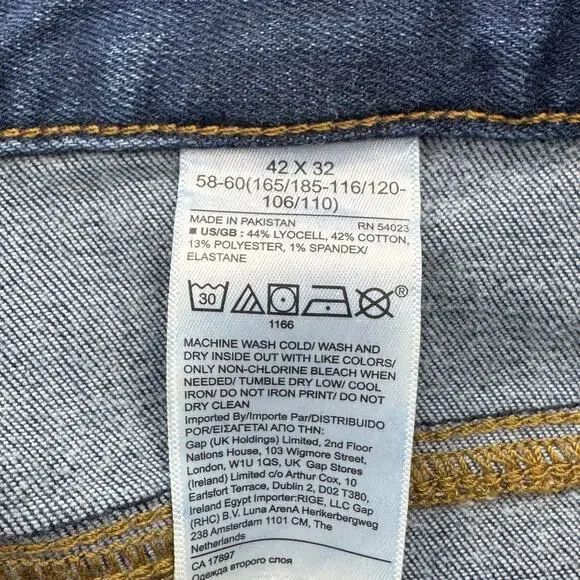 42 X 32
58-60(165/185-116/120-
106/110)
MADE IN PAKISTAN RN 54023
■ US/GB : 44% LYOCELL, 42% COTTON,
13% POLYESTER, 1% SPANDEX/
ELASTANE
30
®
1166
MACHINE WASH COLD/ WASH AND
DRY INSIDE OUT WITH LIKE COLORS/
ONLY NON-CHLORINE BLEACH WHEN
NEEDED/ TUMBLE DRY LOW/ COOL
IRON/ DO NOT IRON PRINT/ DO NOT
DRY CLEAN
Imported By/Importe Par/DISTRIBUIDO
POR/ΕΙΣΑΓΕΤΑΙ ΑΠΟ ΤΗΝ:
Gap (UK Holdings) Limited, 2nd Floor
Nations House, 103 Wigmore Street,
London, W1U 1QS, UK Gap Stores
(Ireland) Limited c/o Arthur Cox, 10
Earlsfort Terrace, Dublin 2, D02 T380,
Ireland Egypt Importer:RIGE, LLC Gap
(RHC) B.V. Luna ArenA Herikerbergweg
238 Amsterdam 1101 CM, The
Netherlands
CA 17897
Одежда второго слоя